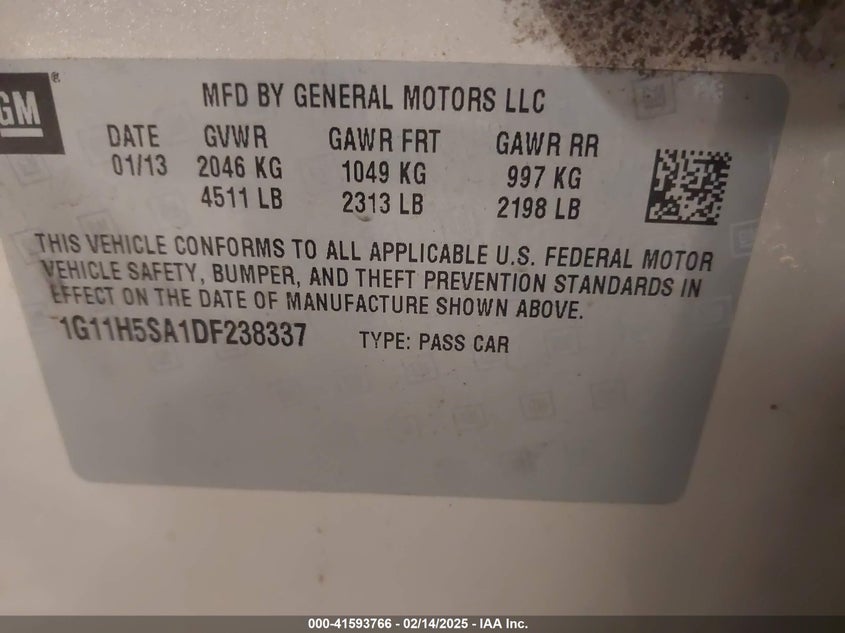 GM®
MFD BY GENERAL MOTORS LLC
DATE GVWR GAWR FRT GAWR RR
01/13 2046 KG 1049 KG 997 KG
4511 LB 2313 LB 2198 LB
THIS VEHICLE CONFORMS TO ALL APPLICABLE U.S. FEDERAL MOTOR
VEHICLE SAFETY, BUMPER, AND THEFT PREVENTION STANDARDS IN
EFFECT ON THE DATE OF MANUFACTURE SHOWN ABOVE.
1G11H5SA1DF238337 TYPE: PASS CAR
000-41593766 - 02/14/2025 - IAA Inc.